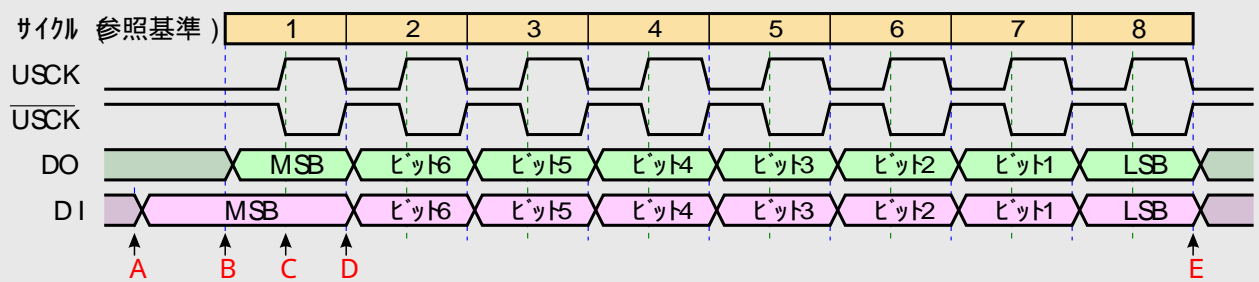 サイクル (参照基準) 1 2 3 4 5 6 7 8
USCK
USCK
DO MSB ビット6 ビット5 ビット4 ビット3 ビット2 ビット1 LSB
DI MSB ビット6 ビット5 ビット4 ビット3 ビット2 ビット1 LSB
A B C D E